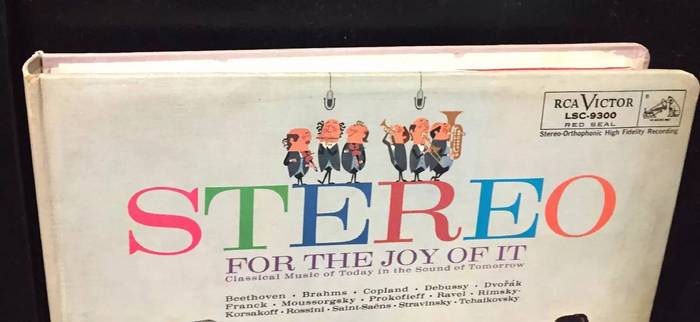 RCA VICTOR
LSC-9300
RED SEAL
Stereo-Orthophonic High Fidelity Recording
STEREO
FOR THE JOY OF IT
Classical Music of Today in the Sound of Tomorrow
Beethoven · Brahms · Copland · Debussy · Dvořák
Franck · Moussorgsky · Prokofieff · Ravel · Rimsky-
Korsakoff · Rossini · Saint-Saëns · Stravinsky · Tchaikovsky